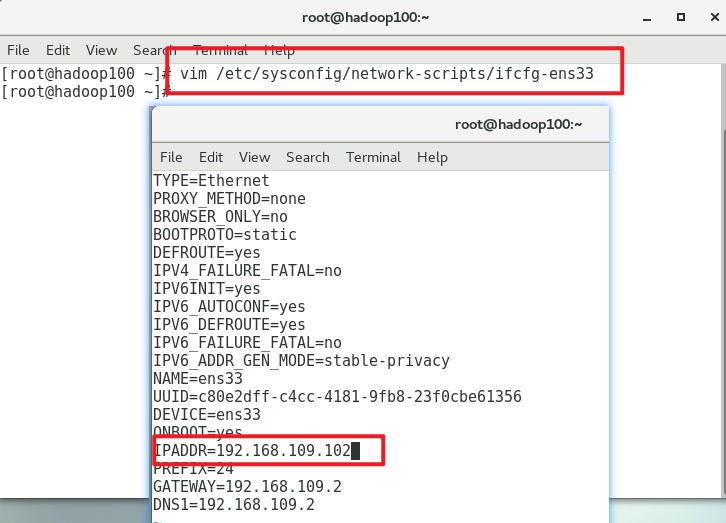 root@hadoop100:~
File Edit View Search Terminal Help
[root@hadoop100 ~]# vim /etc/sysconfig/network-scripts/ifcfg-ens33
[root@hadoop100 ~]#
root@hadoop100:~
File Edit View Search Terminal Help
TYPE=Ethernet
PROXY_METHOD=none
BROWSER_ONLY=no
BOOTPROTO=static
DEFROUTE=yes
IPV4_FAILURE_FATAL=no
IPV6INIT=yes
IPV6_AUTOCONF=yes
IPV6_DEFROUTE=yes
IPV6_FAILURE_FATAL=no
IPV6_ADDR_GEN_MODE=stable-privacy
NAME=ens33
UUID=c80e2dff-c4cc-4181-9fb8-23f0cbe61356
DEVICE=ens33
ONBOOT=yes
IPADDR=192.168.109.102
PREFIX=24
GATEWAY=192.168.109.2
DNS1=192.168.109.2